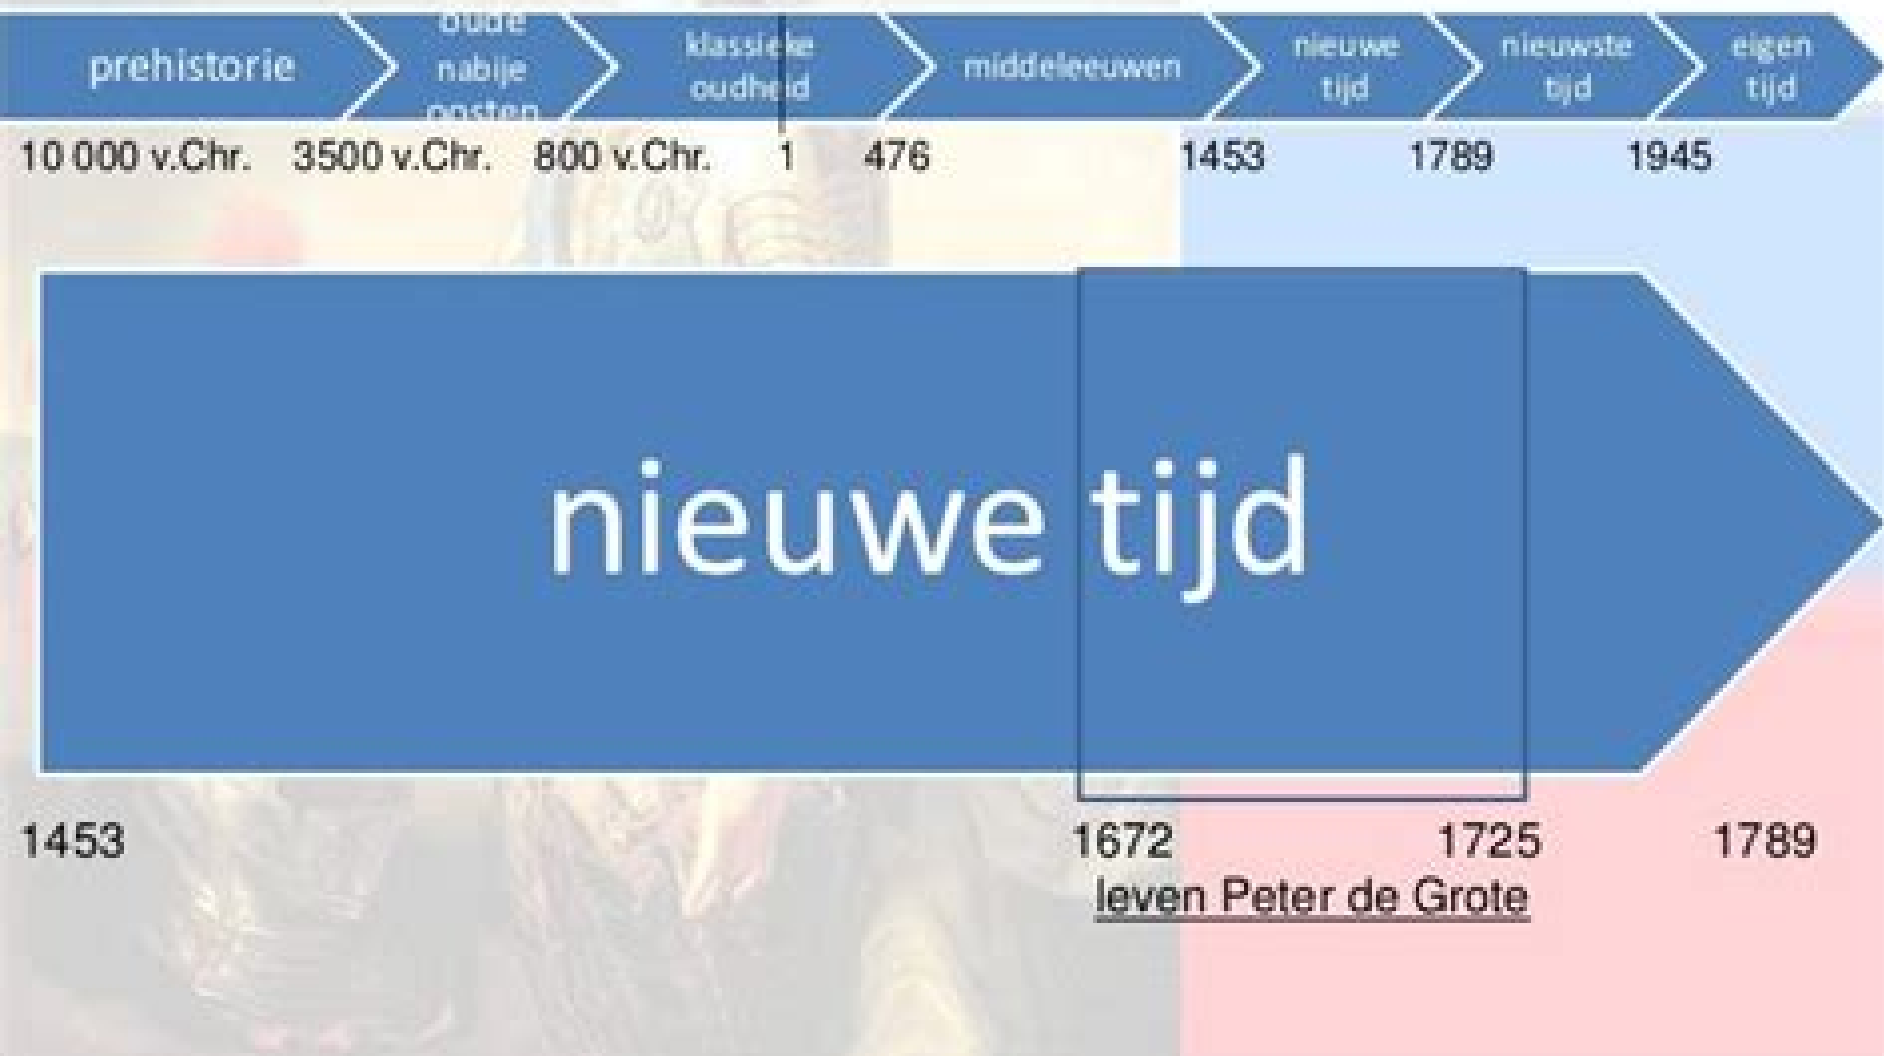 prehistorie
oude
nabije
oosten
klassieke
oudheid
middeleeuwen
nieuwe
tijd
nieuwste
tijd
eigen
tijd
10 000 v.Chr. 3500 v.Chr. 800 v.Chr. 1 476 1453 1789 1945
nieuwe tijd
1453 1672 1725 1789
leven Peter de Grote